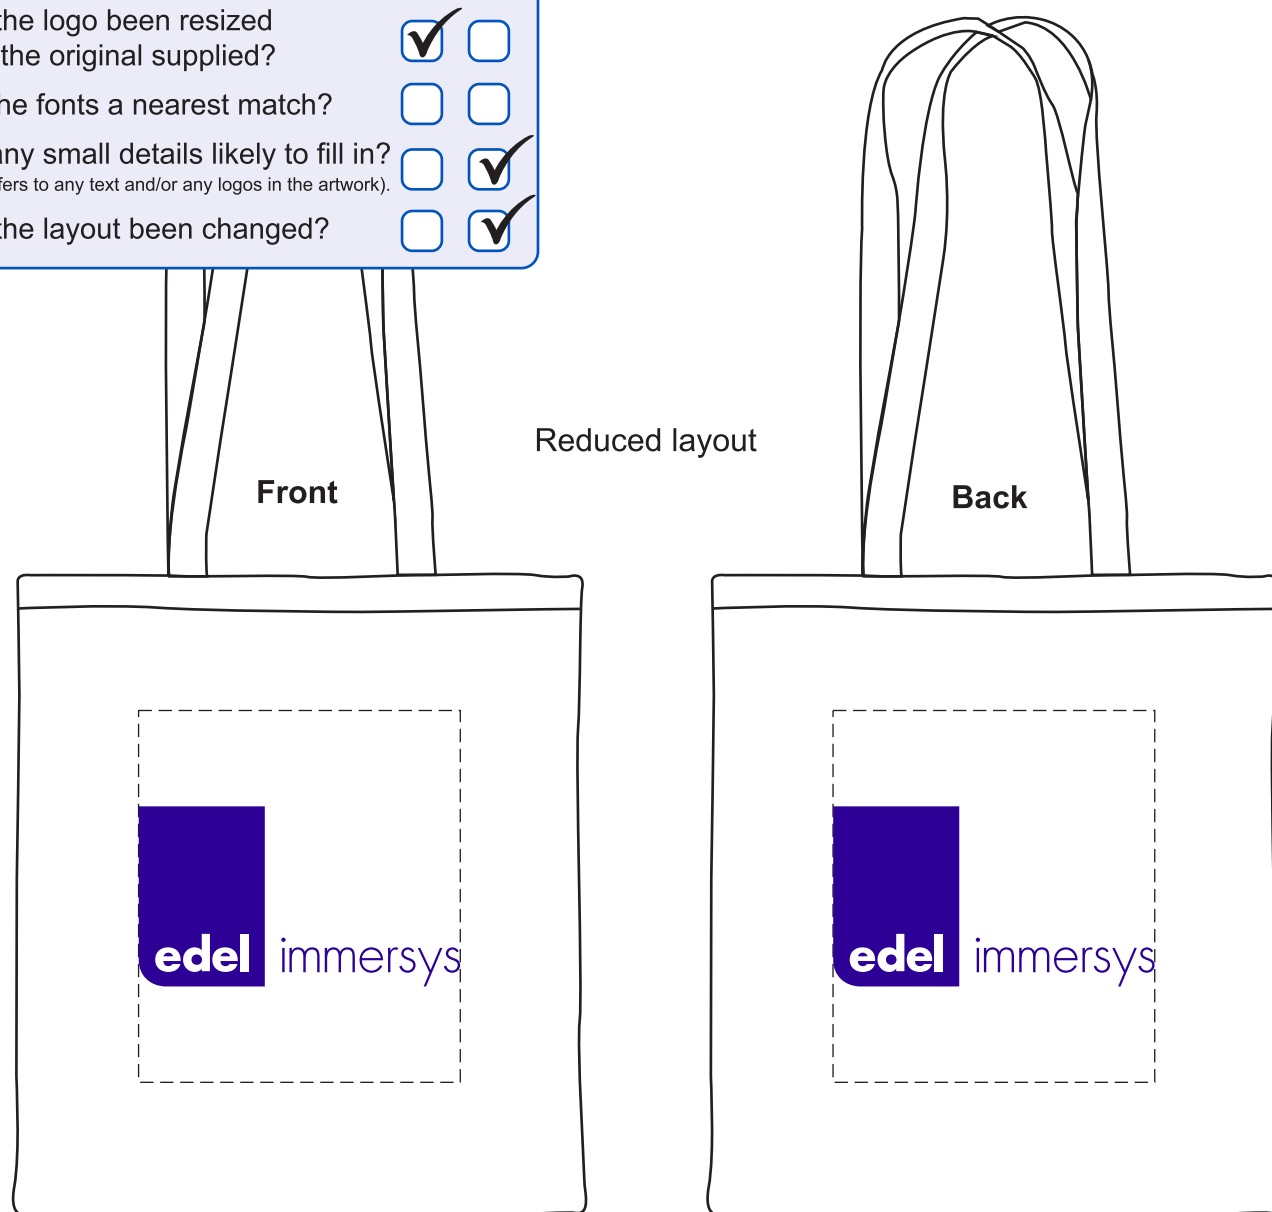 the logo been resized
the original supplied?
the fonts a nearest match?
any small details likely to fill in?
fers to any text and/or any logos in the artwork).
the layout been changed?
Reduced layout
Front
Back
edel immersys
edel immersys